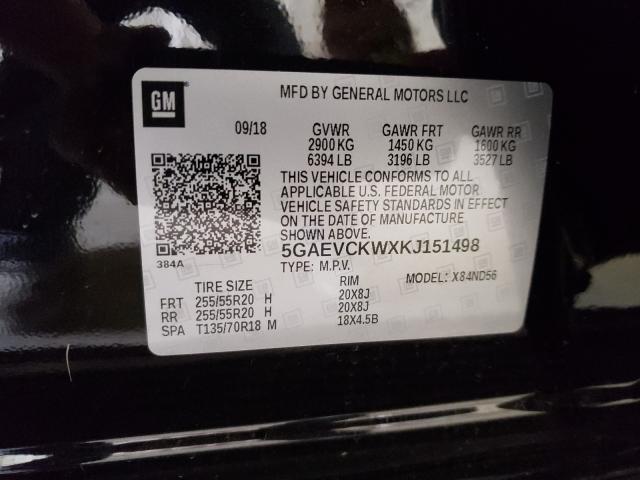 GM
MFD BY GENERAL MOTORS LLC
09/18 GVWR GAWR FRT GAWR RR
2900 KG 1450 KG 1600 KG
6394 LB 3196 LB 3527 LB
THIS VEHICLE CONFORMS TO ALL
APPLICABLE U.S. FEDERAL MOTOR
VEHICLE SAFETY STANDARDS IN EFFECT
ON THE DATE OF MANUFACTURE
SHOWN ABOVE.
384A 5GAEVCKWXKJ151498
TYPE: M.P.V. MODEL: X84ND56
TIRE SIZE RIM
FRT 255/55R20 H 20X8J
RR 255/55R20 H 20X8J
SPA T135/70R18 M 18X4.5B